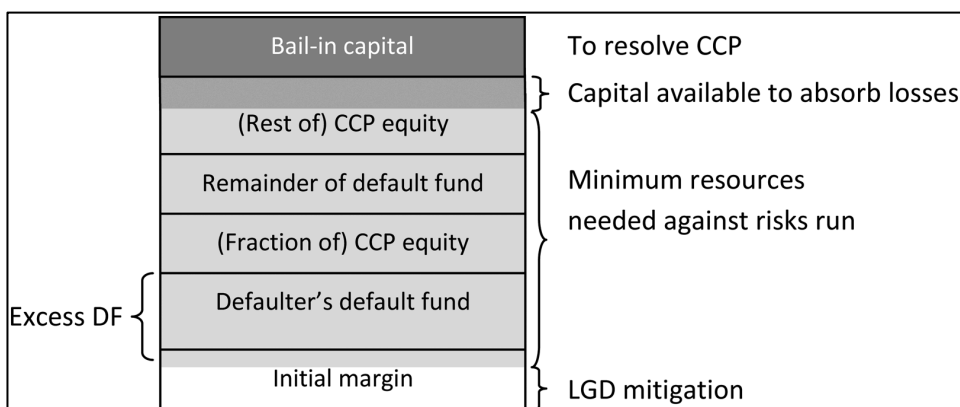 Bail-in capital
To resolve CCP
Capital available to absorb losses
(Rest of) CCP equity
Remainder of default fund
Minimum resources
needed against risks run
(Fraction of) CCP equity
Excess DF
Defaulter's default fund
Initial margin
LGD mitigation